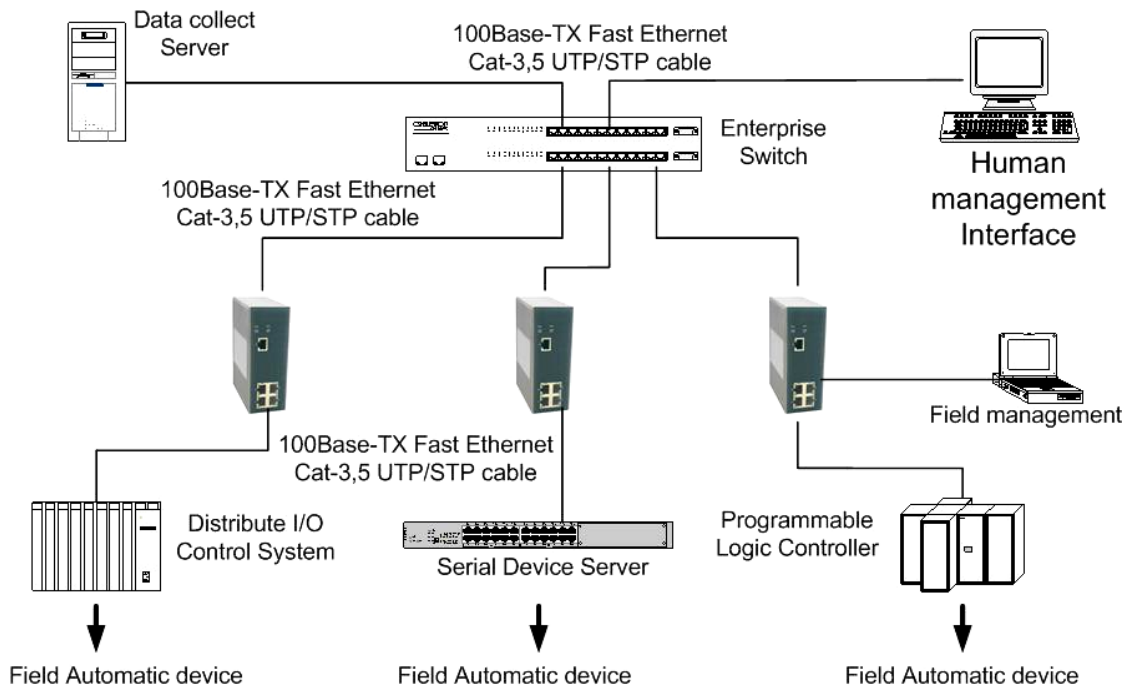 Data collect
Server
100Base-TX Fast Ethernet
Cat-3,5 UTP/STP cable
Enterprise
Switch
Human
management
Interface
100Base-TX Fast Ethernet
Cat-3,5 UTP/STP cable
Field management
100Base-TX Fast Ethernet
Cat-3,5 UTP/STP cable
Distribute I/O
Control System
Serial Device Server
Programmable
Logic Controller
Field Automatic device
Field Automatic device
Field Automatic device